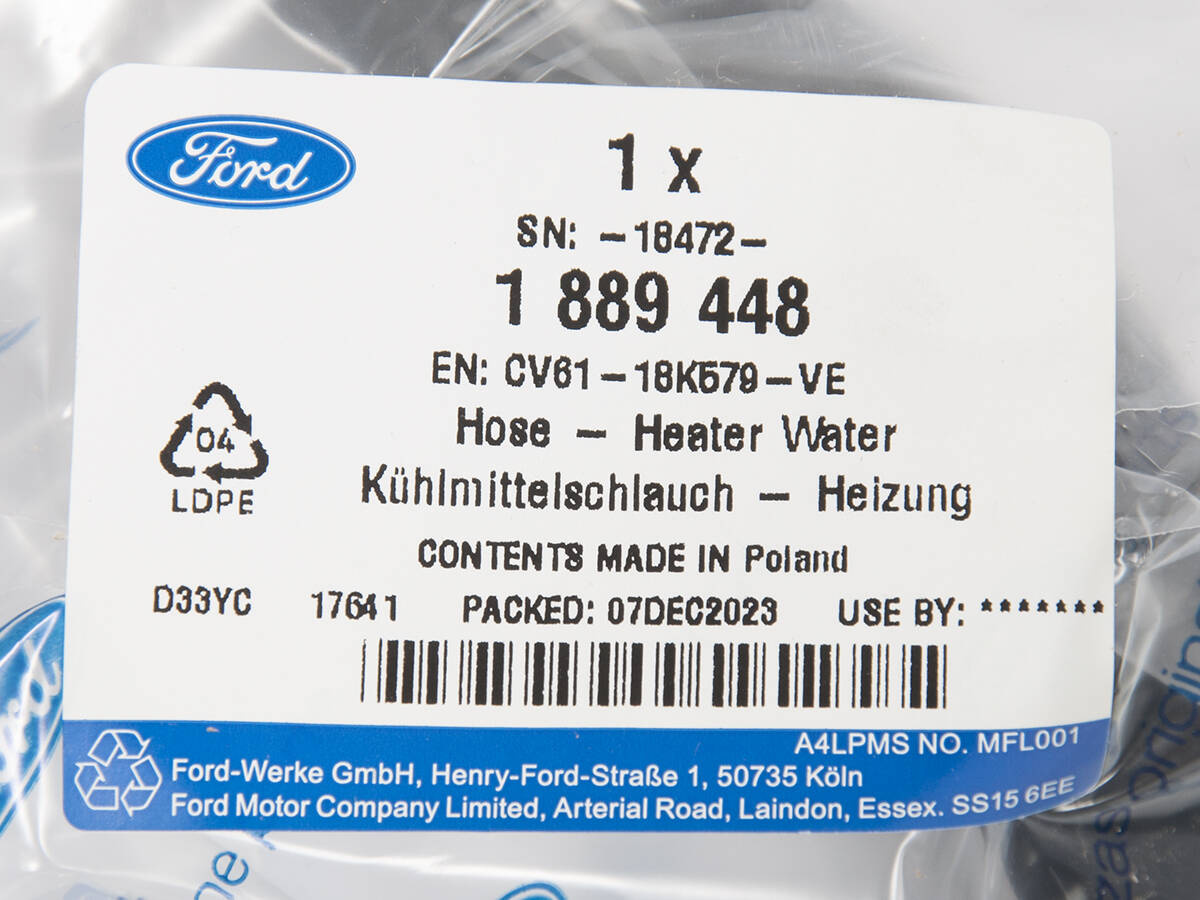 Ford
1 x
SN: -18472-
1 889 448
EN: CV61-18K579-VE
Hose - Heater Water
Kühlmittelschlauch - Heizung
04
LDPE
CONTENTS MADE IN Poland
D33YC 17641 PACKED: 07DEC2023 USE BY: *******
A4LPMS NO. MFL001
Ford-Werke GmbH, Henry-Ford-Straße 1, 50735 Köln
Ford Motor Company Limited, Arterial Road, Laindon, Essex. SS15 6EE